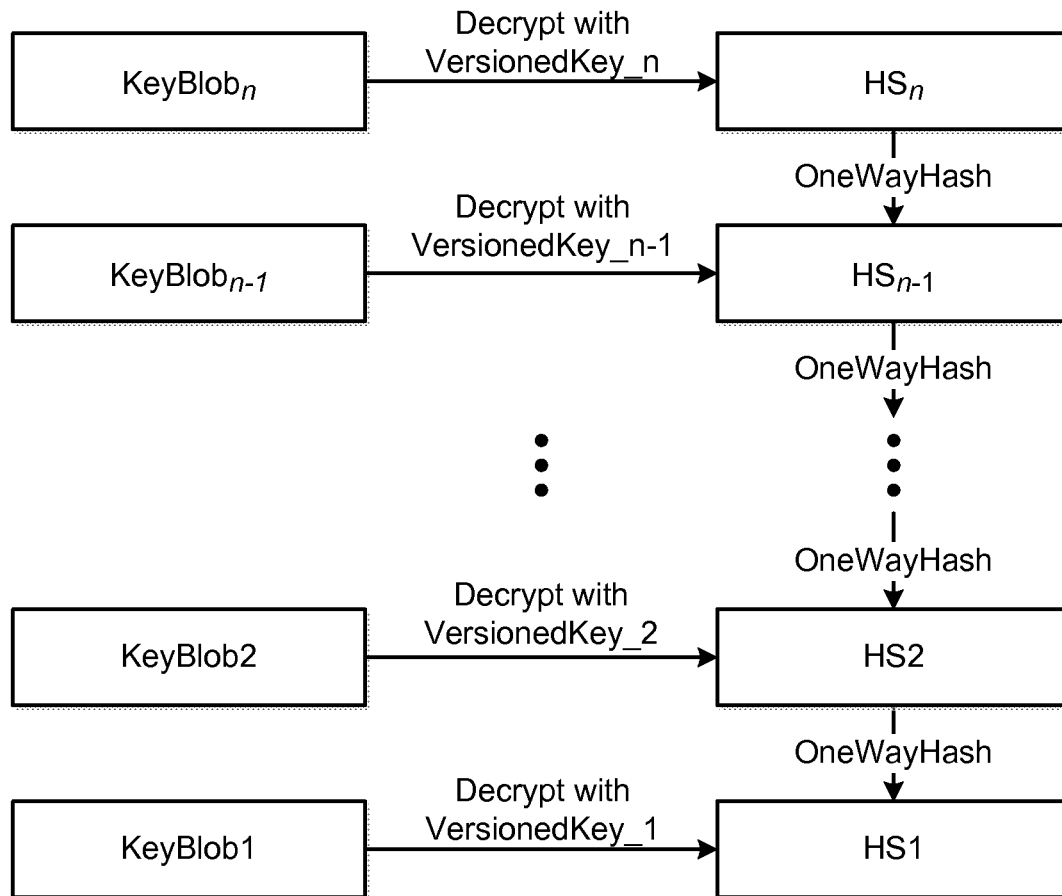 Decrypt with
VersionedKey_n
KeyBlobn
HSn
OneWayHash
Decrypt with
VersionedKey_n-1
KeyBlobn-1
HSn-1
OneWayHash
OneWayHash
Decrypt with
VersionedKey_2
KeyBlob2
HS2
OneWayHash
Decrypt with
VersionedKey_1
KeyBlob1
HS1